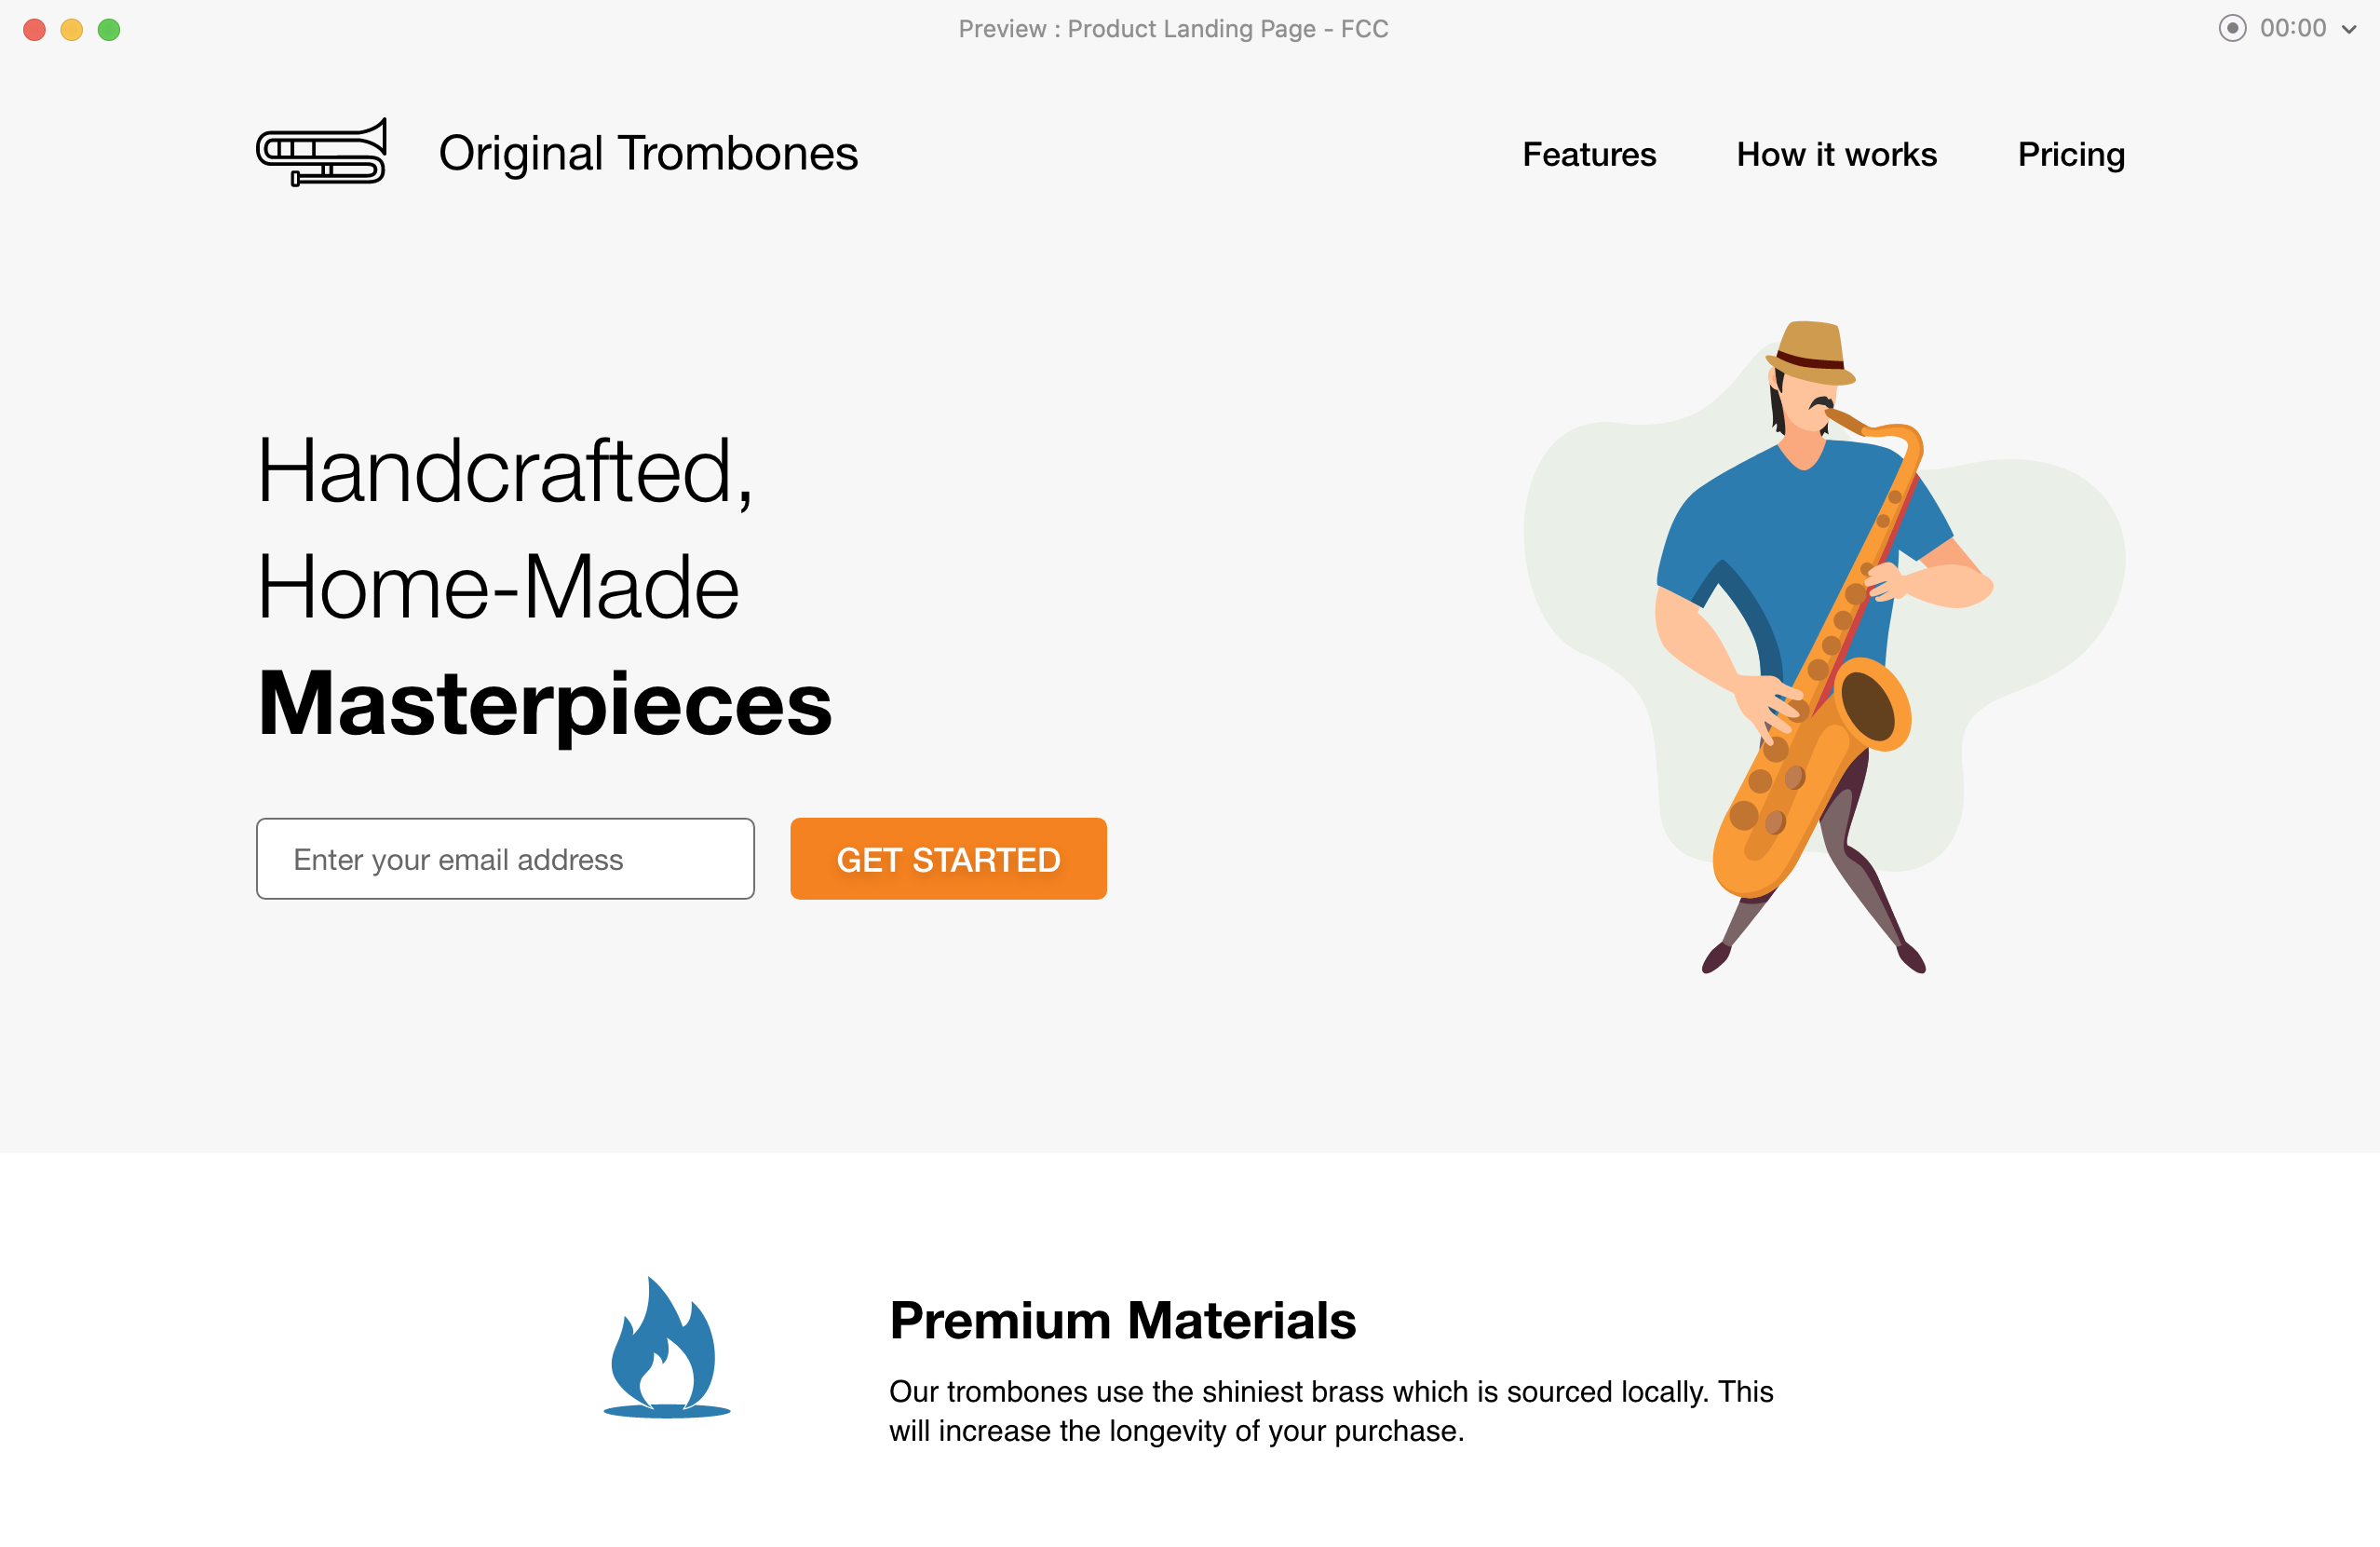 Preview : Product Landing Page - FCC
00:00
Original Trombones
Features
How it works
Pricing
Handcrafted,
Home-Made
Masterpieces
Enter your email address
GET STARTED
Premium Materials
Our trombones use the shiniest brass which is sourced locally. This
will increase the longevity of your purchase.